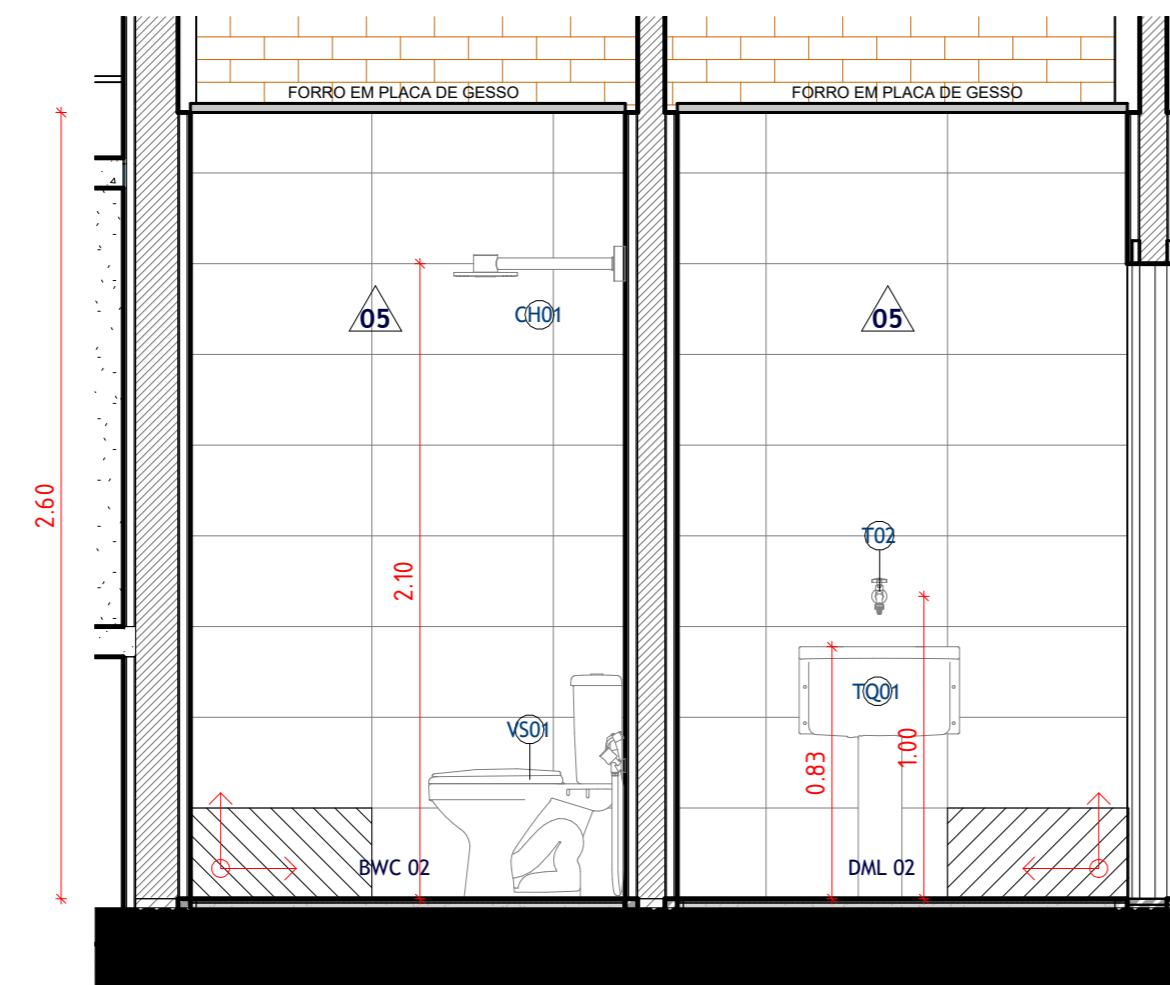 FORRO EM PLACA DE GESSO
FORRO EM PLACA DE GESSO
05
CH01
05
2.60
2.10
T02
TQ01
VS01
1.00
0.83
BWC 02
DML 02